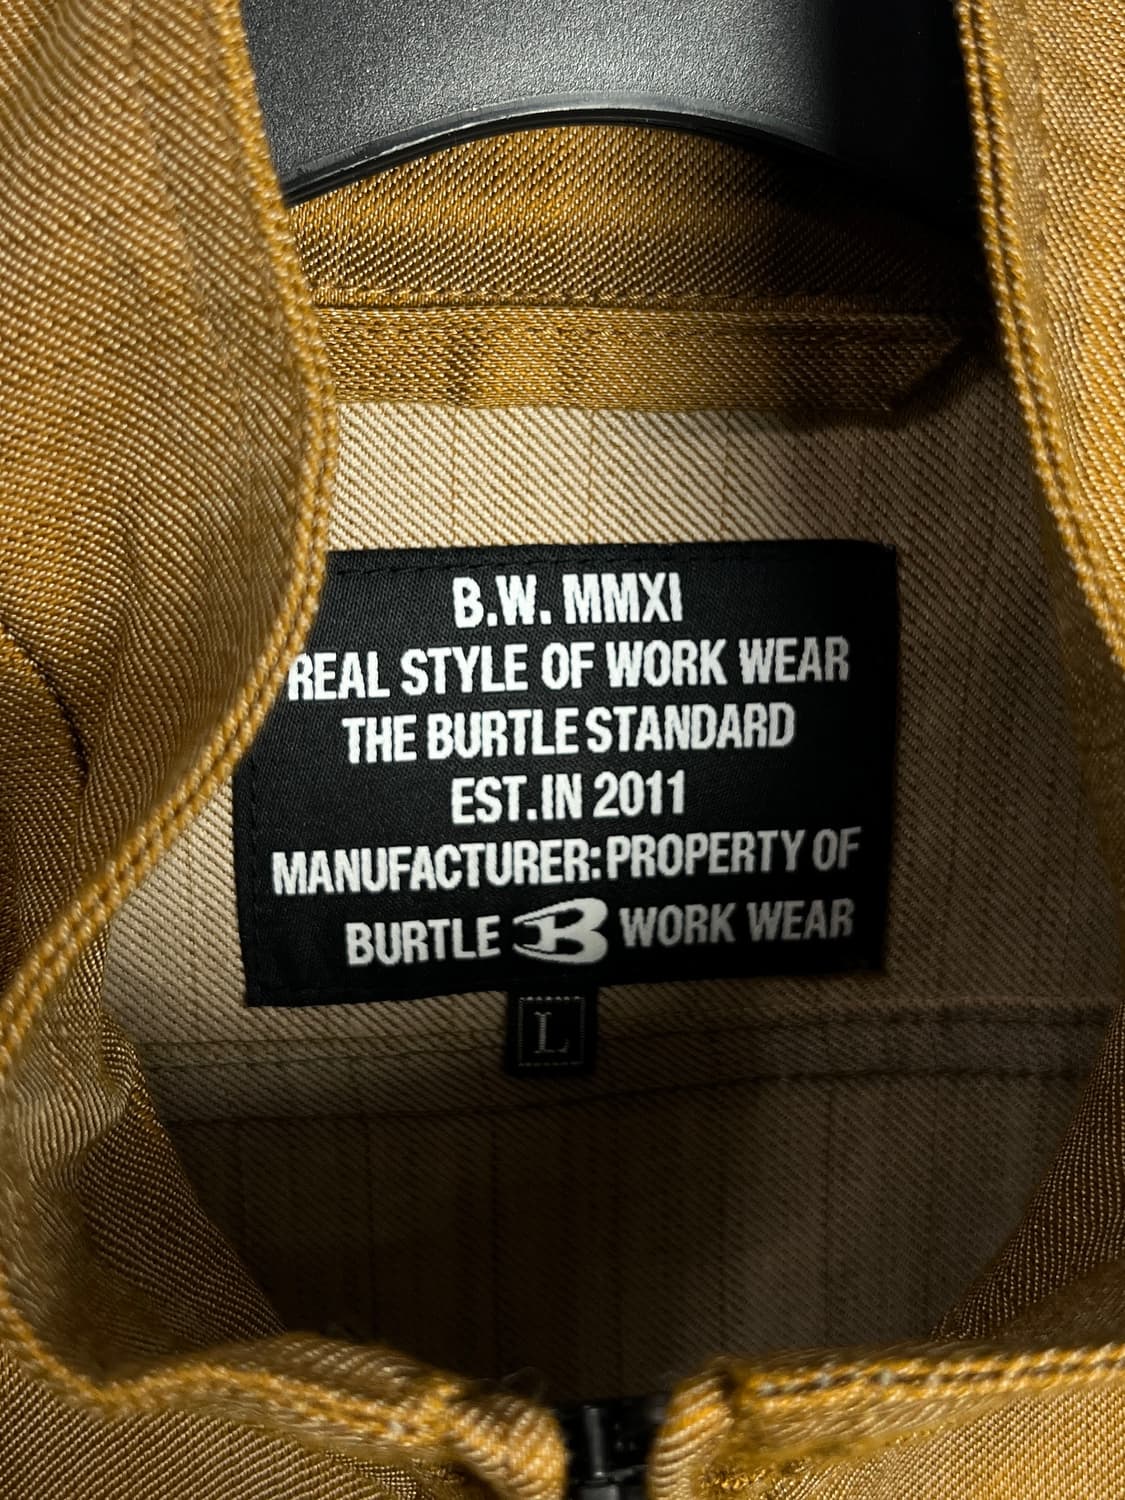 B.W. MMXI
REAL STYLE OF WORK WEAR
THE BURTLE STANDARD
EST.IN 2011
MANUFACTURER:PROPERTY OF
BURTLE B WORK WEAR
L